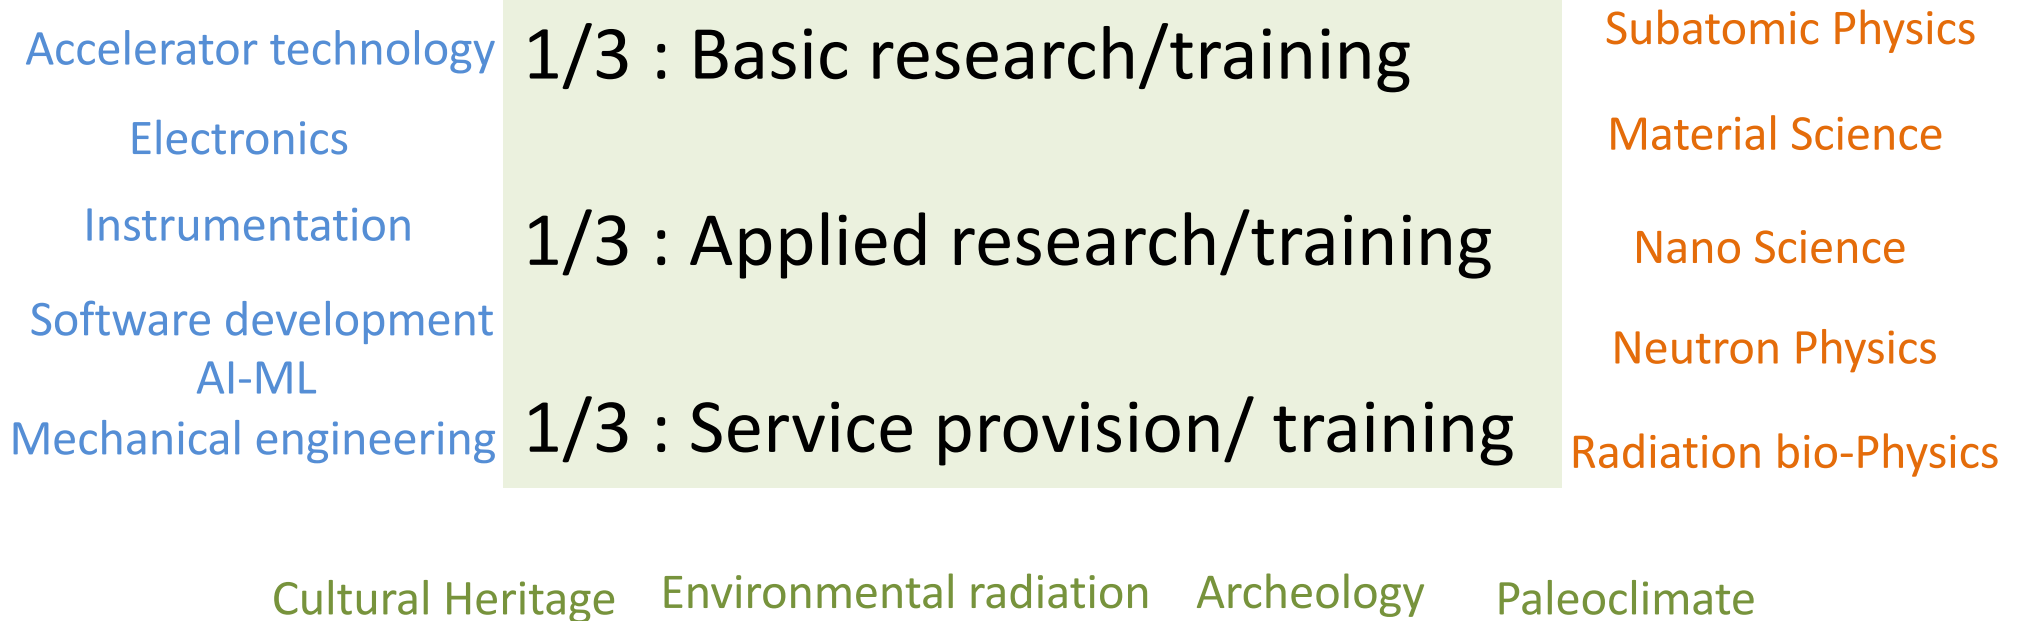 Accelerator technology
Electronics
Instrumentation
Software development
AI-ML
Mechanical engineering
1/3 : Basic research/training
1/3 : Applied research/training
1/3 : Service provision/ training
Subatomic Physics
Material Science
Nano Science
Neutron Physics
Radiation bio-Physics
Cultural Heritage Environmental radiation Archeology Paleoclimate